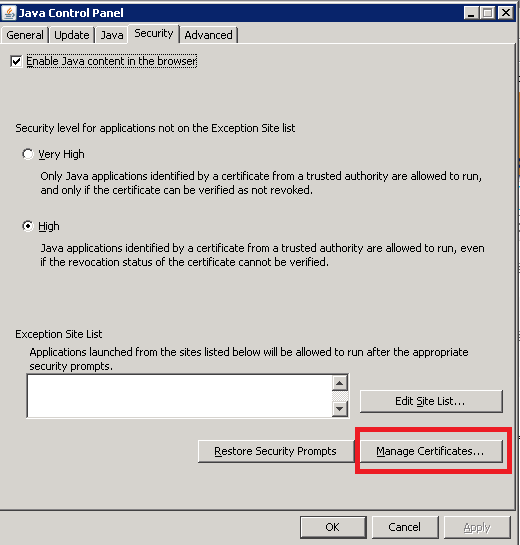 Java Control Panel
General Update Java Security Advanced
Enable Java content in the browser
Security level for applications not on the Exception Site list
Very High
Only Java applications identified by a certificate from a trusted authority are allowed to run,
and only if the certificate can be verified as not revoked.
High
Java applications identified by a certificate from a trusted authority are allowed to run, even
if the revocation status of the certificate cannot be verified.
Exception Site List
Applications launched from the sites listed below will be allowed to run after the appropriate
security prompts.
Edit Site List...
Restore Security Prompts Manage Certificates...
OK Cancel Apply